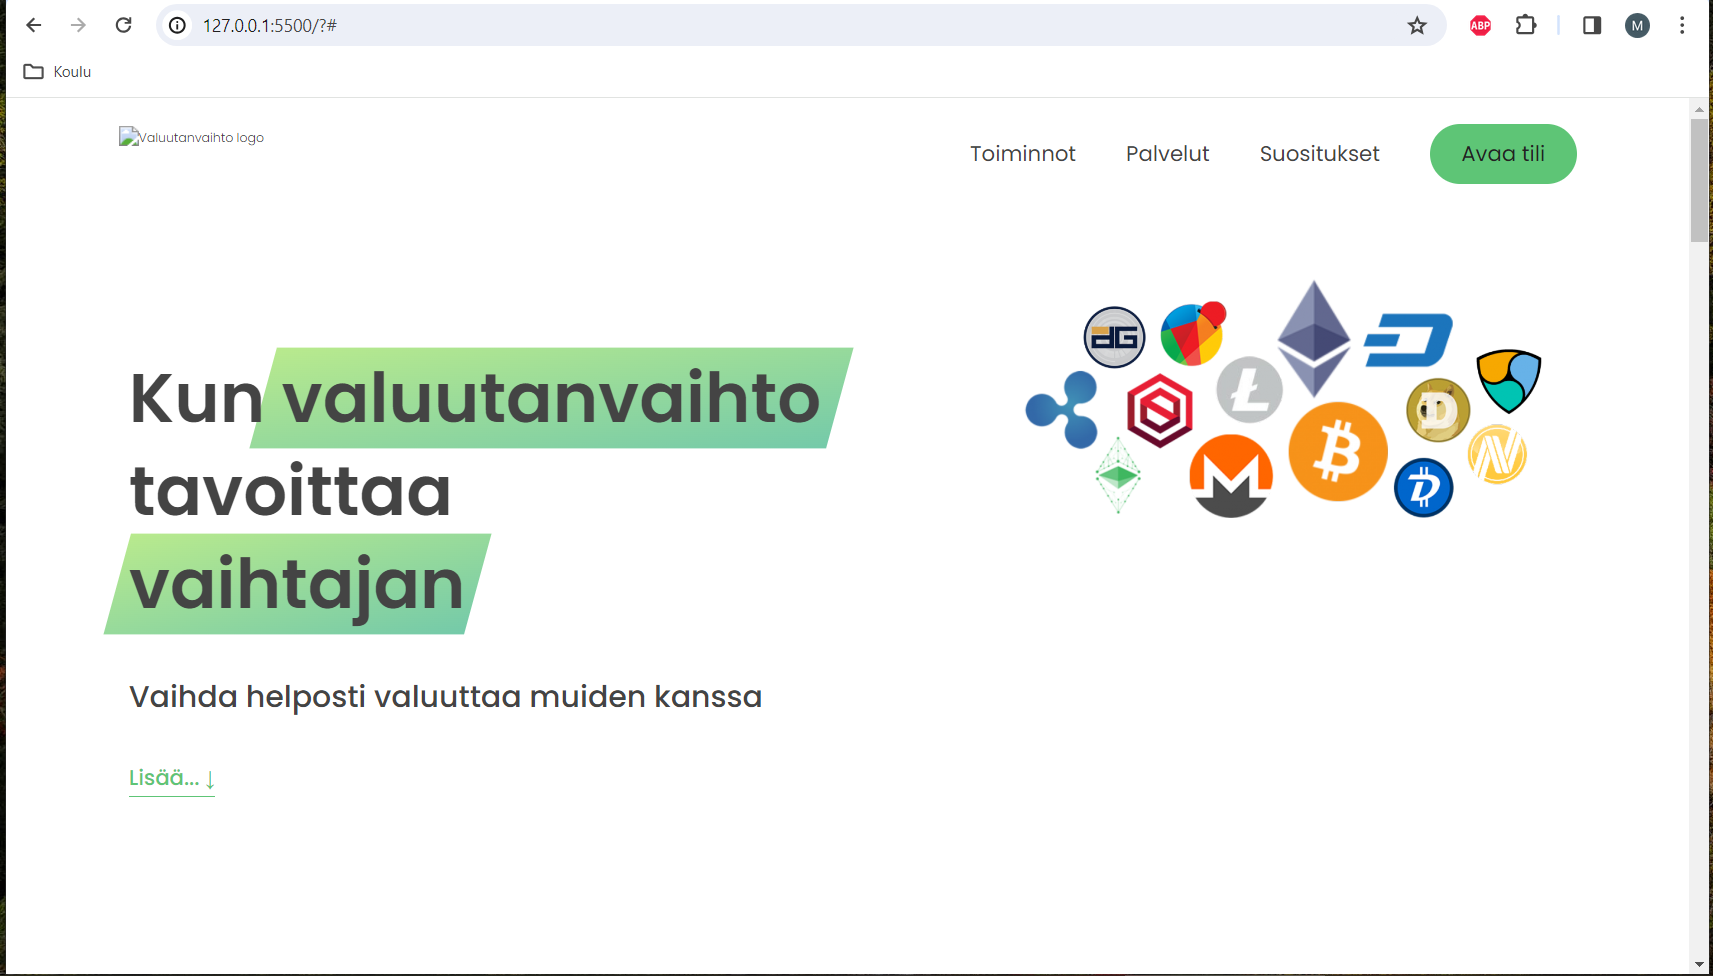 127.0.0.1:5500/?#
ABP
M
Koulu
Valuutanvaihto logo
Toiminnot
Palvelut
Suositukset
Avaa tili
Kun valuutanvaihto
tavoittaa
vaihtajan
Vaihda helposti valuuttaa muiden kanssa
Lisää... ↓